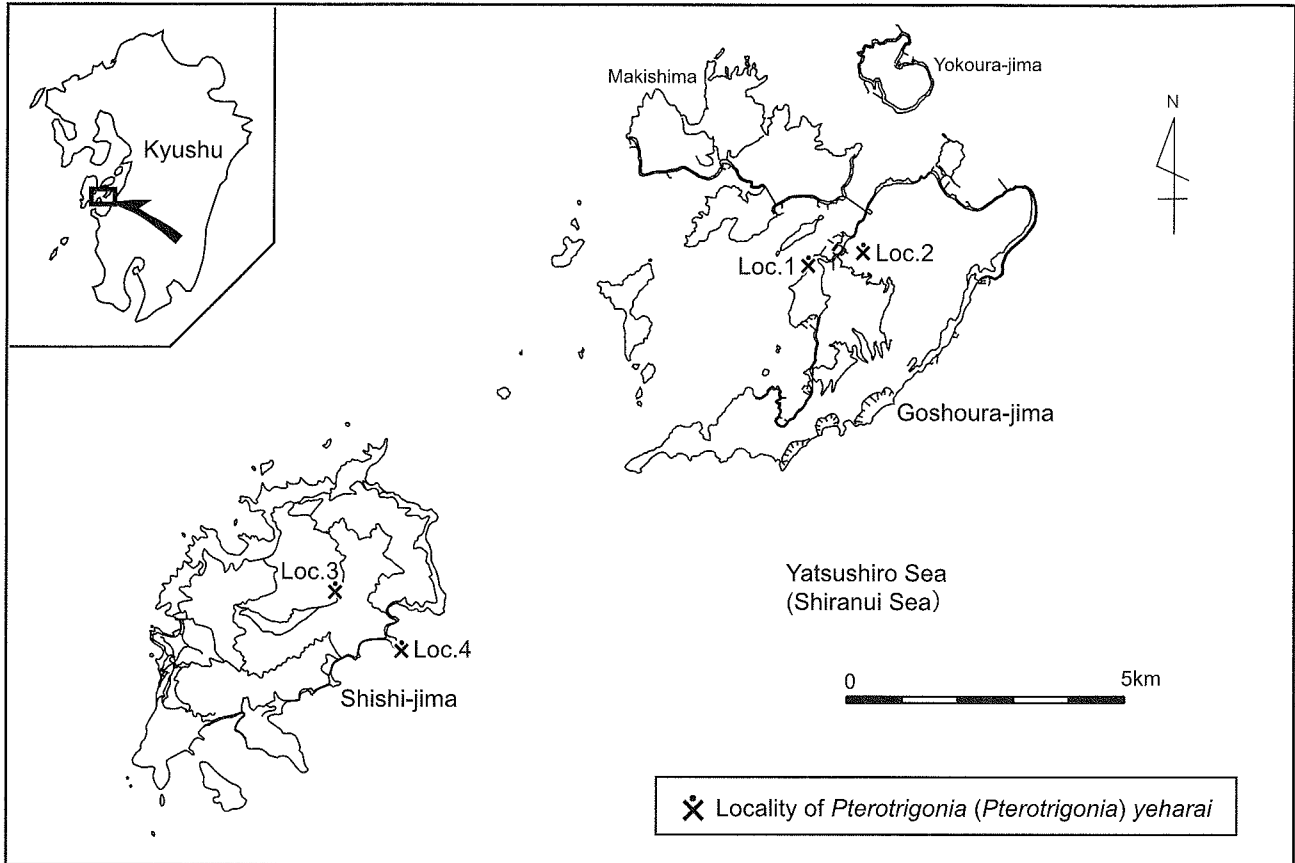 Kyushu
Makishima
Yokoura-jima
N
Loc.1
Loc.2
Goshoura-jima
Loc.3
Loc.4
Shishi-jima
Yatsushiro Sea
(Shiranui Sea)
0
5km
Locality of Pterotrigonia (Pterotrigonia) yeharai